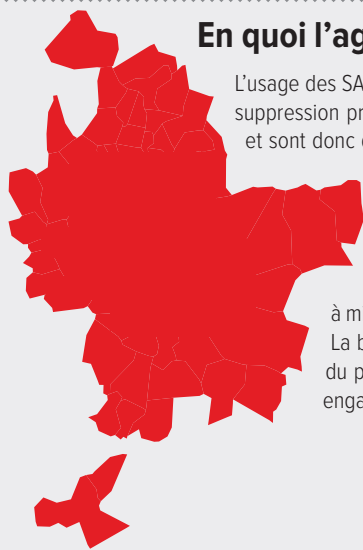 En quoi l’ag
L’usage des SA
suppression pr
et sont donc
à m
La b
du p
enga